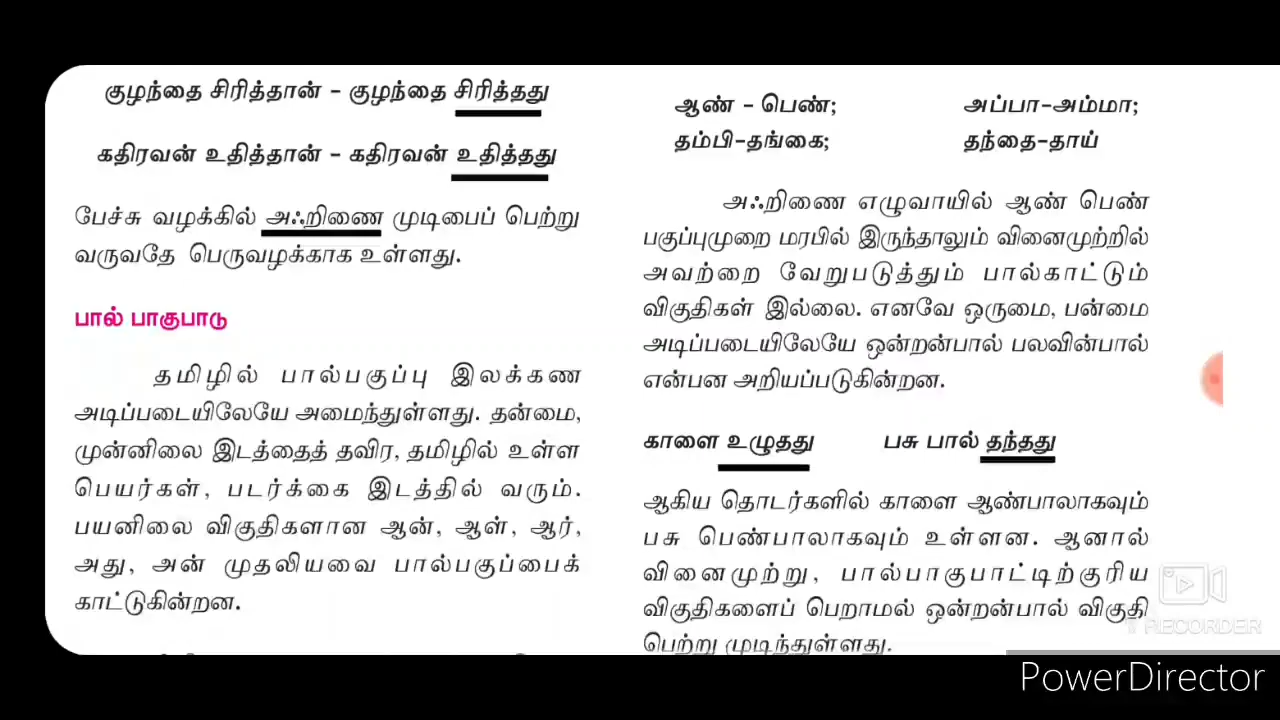 குழந்தை சிரித்தான் - குழந்தை சிரித்தது
கதிரவன் உதித்தான் - கதிரவன் உதித்தது
பேச்சு வழக்கில் அஃறிணை முடிபைப் பெற்று
வருவதே பெருவழக்காக உள்ளது.
பால் பாகுபாடு
தமிழில் பால்பகுப்பு இலக்கண
அடிப்படையிலேயே அமைந்துள்ளது. தன்மை,
முன்னிலை இடத்தைத் தவிர, தமிழில் உள்ள
பெயர்கள், படர்க்கை இடத்தில் வரும்.
பயனிலை விகுதிகளான ஆன், ஆள், ஆர்,
அது, அன் முதலியவை பால்பகுப்பைக்
காட்டுகின்றன.
ஆண் - பெண்; அப்பா-அம்மா;
தம்பி-தங்கை; தந்தை-தாய்
அஃறிணை எழுவாயில் ஆண் பெண்
பகுப்புமுறை மரபில் இருந்தாலும் வினைமுற்றில்
அவற்றை வேறுபடுத்தும் பால்காட்டும்
விகுதிகள் இல்லை. எனவே ஒருமை, பன்மை
அடிப்படையிலேயே ஒன்றன்பால் பலவின்பால்
என்பன அறியப்படுகின்றன.
காளை உழுதது பசு பால் தந்தது
ஆகிய தொடர்களில் காளை ஆண்பாலாகவும்
பசு பெண்பாலாகவும் உள்ளன. ஆனால்
வினைமுற்று, பால்பாகுபாட்டிற்குரிய
விகுதிகளைப் பெறாமல் ஒன்றன்பால் விகுதி
பெற்று முடிந்துள்ளது.
RECORDER
PowerDirector